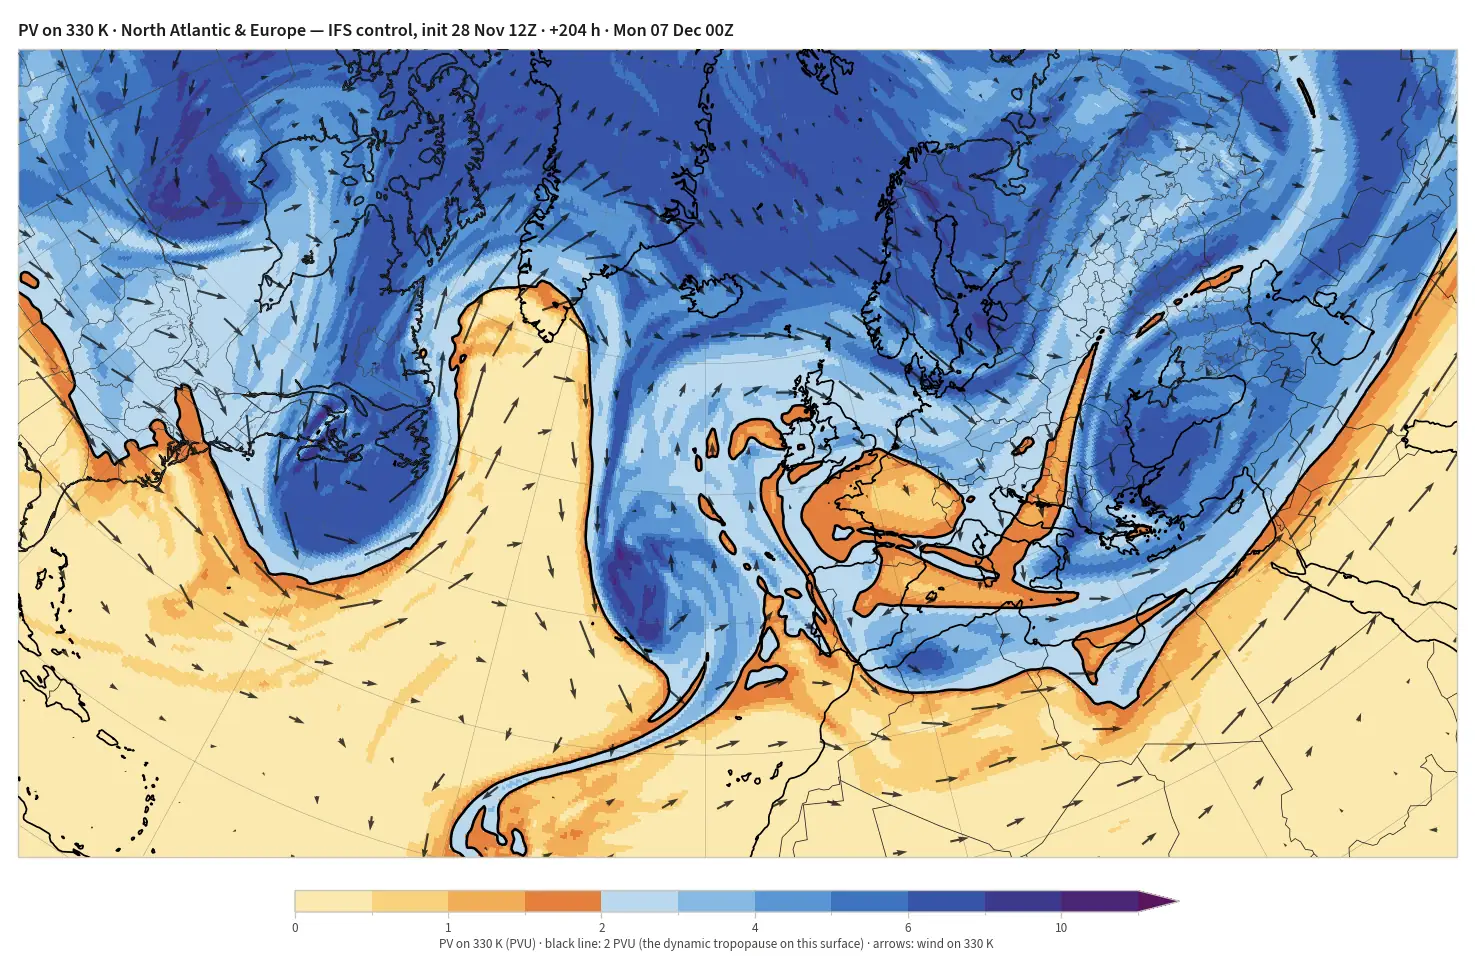 PV on 330 K · North Atlantic & Europe — IFS control, init 28 Nov 12Z · +204 h · Mon 07 Dec 00Z
0 1 2 4 6 10
PV on 330 K (PVU) · black line: 2 PVU (the dynamic tropopause on this surface) · arrows: wind on 330 K